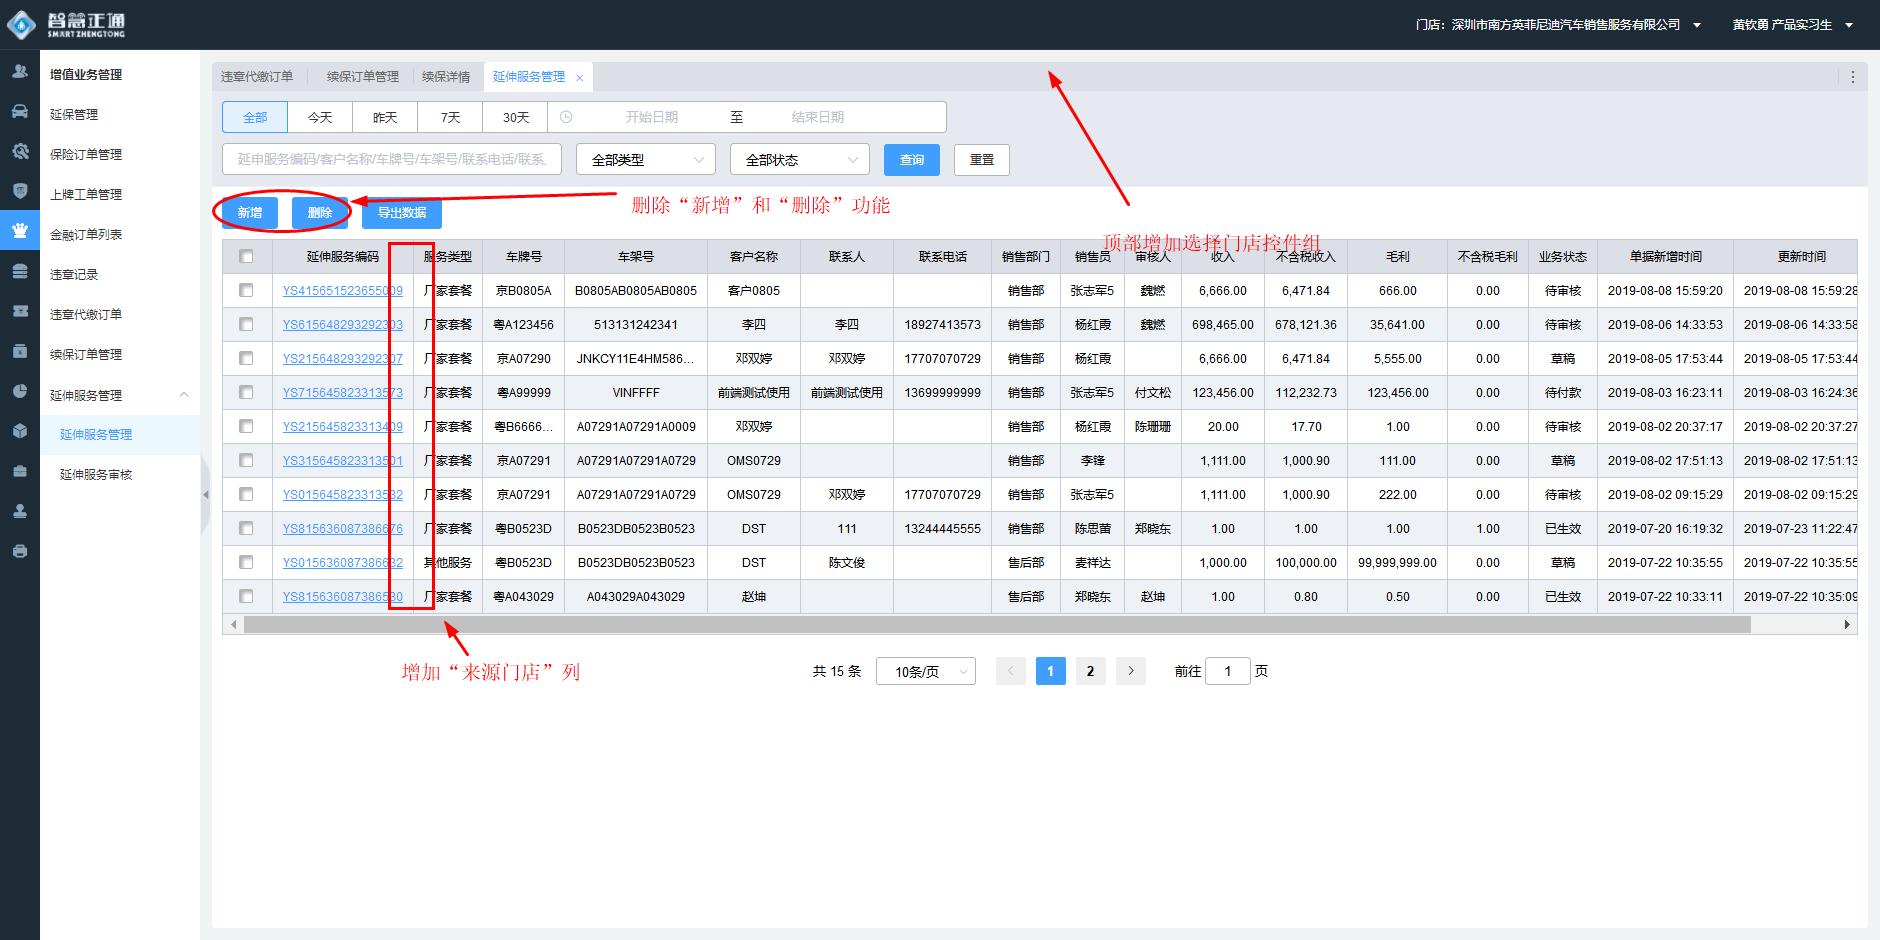 智慧正通
SMART ZHENGTONG
门店：深圳市南方英菲尼迪汽车销售服务有限公司
黄钦勇 产品实习生
增值业务管理
延保管理
保险订单管理
上牌工单管理
金融订单列表
违章记录
违章代缴订单
续保订单管理
延伸服务管理
延伸服务管理
延伸服务审核
违章代缴订单 续保订单管理 续保详情 延伸服务管理 ×
全部 今天 昨天 7天 30天 开始日期 至 结束日期
延申服务编码/客户名称/车牌号/车架号/联系电话/联系 全部类型 全部状态 查询 重置
新增 删除 导出数据
删除“新增”和“删除”功能
顶部增加选择门店控件组
延伸服务编码 服务类型 车牌号 车架号 客户名称 联系人 联系电话 销售部门 销售员 审核人 收入 不含税收入 毛利 不含税毛利 业务状态 单据新增时间 更新时间
YS415651523655009 厂家套餐 京B0805A B0805AB0805AB0805 客户0805 销售部 张志军5 魏燃 6,666.00 6,471.84 666.00 0.00 待审核 2019-08-08 15:59:20 2019-08-08 15:59:28
YS615648293292303 厂家套餐 粤A123456 513131242341 李四 李四 18927413573 销售部 杨红霞 魏燃 698,465.00 678,121.36 35,641.00 0.00 待审核 2019-08-06 14:33:53 2019-08-06 14:33:58
YS215648293292307 厂家套餐 京A07290 JNKCY11E4HM586... 邓双婷 邓双婷 17707070729 销售部 杨红霞 6,666.00 6,471.84 5,555.00 0.00 草稿 2019-08-05 17:53:44 2019-08-05 17:53:44
YS715645823313573 厂家套餐 粤A99999 VINFFFF 前端测试使用 前端测试使用 13699999999 销售部 张志军5 付文松 123,456.00 112,232.73 123,456.00 0.00 待付款 2019-08-03 16:23:11 2019-08-03 16:24:36
YS215645823313409 厂家套餐 粤B6666... A07291A07291A0009 邓双婷 销售部 杨红霞 陈珊珊 20.00 17.70 1.00 0.00 待审核 2019-08-02 20:37:17 2019-08-02 20:37:27
YS315645823313501 厂家套餐 京A07291 A07291A07291A0729 OMS0729 销售部 李锋 1,111.00 1,000.90 111.00 0.00 草稿 2019-08-02 17:51:13 2019-08-02 17:51:13
YS015645823313532 厂家套餐 京A07291 A07291A07291A0729 OMS0729 邓双婷 17707070729 销售部 张志军5 1,111.00 1,000.90 222.00 0.00 待审核 2019-08-02 09:15:29 2019-08-02 09:15:29
YS815636087386676 厂家套餐 粤B0523D B0523DB0523B0523 DST 111 13244445555 销售部 陈思茵 郑晓东 1.00 1.00 1.00 1.00 已生效 2019-07-20 16:19:32 2019-07-23 11:22:47
YS015636087386632 其他服务 粤B0523D B0523DB0523B0523 DST 陈文俊 售后部 麦祥达 1,000.00 100,000.00 99,999,999.00 0.00 草稿 2019-07-22 10:35:55 2019-07-22 10:35:55
YS815636087386530 厂家套餐 粤A043029 A043029A043029 赵坤 售后部 郑晓东 赵坤 1.00 0.80 0.50 0.00 已生效 2019-07-22 10:33:11 2019-07-22 10:35:09
增加“来源门店”列
共 15 条 10条/页 1 2 前往 1 页